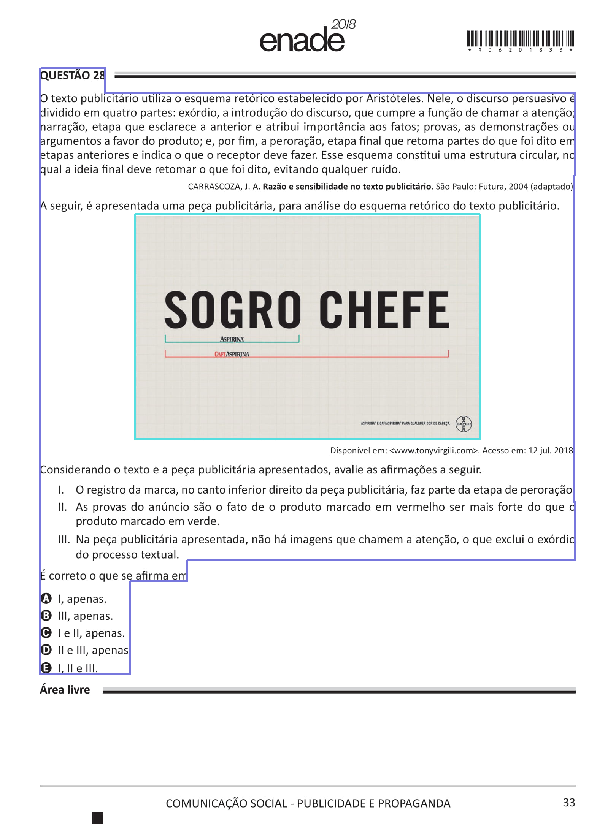 enade 2018
*R0620183​3*
QUESTÃO 28
O texto publicitário utiliza o esquema retórico estabelecido por Aristóteles. Nele, o discurso persuasivo é
dividido em quatro partes: exórdio, a introdução do discurso, que cumpre a função de chamar a atenção;
narração, etapa que esclarece a anterior e atribui importância aos fatos; provas, as demonstrações ou
argumentos a favor do produto; e, por fim, a peroração, etapa final que retoma partes do que foi dito em
etapas anteriores e indica o que o receptor deve fazer. Esse esquema constitui uma estrutura circular, no
qual a ideia final deve retomar o que foi dito, evitando qualquer ruído.
CARRASCOZA, J. A. Razão e sensibilidade no texto publicitário. São Paulo: Futura, 2004 (adaptado)
A seguir, é apresentada uma peça publicitária, para análise do esquema retórico do texto publicitário.
SOGRO CHEFE
ASPIRINA
CAFIASPIRINA
BAYER
Disponível em: <www.tonyvirgili.com>. Acesso em: 12 jul. 2018
Considerando o texto e a peça publicitária apresentados, avalie as afirmações a seguir.
I. O registro da marca, no canto inferior direito da peça publicitária, faz parte da etapa de peroração
II. As provas do anúncio são o fato de o produto marcado em vermelho ser mais forte do que o
produto marcado em verde.
III. Na peça publicitária apresentada, não há imagens que chamem a atenção, o que exclui o exórdio
do processo textual.
É correto o que se afirma em
A I, apenas.
B III, apenas.
C I e II, apenas.
D II e III, apenas
E I, II e III.
Área livre
COMUNICAÇÃO SOCIAL - PUBLICIDADE E PROPAGANDA 33